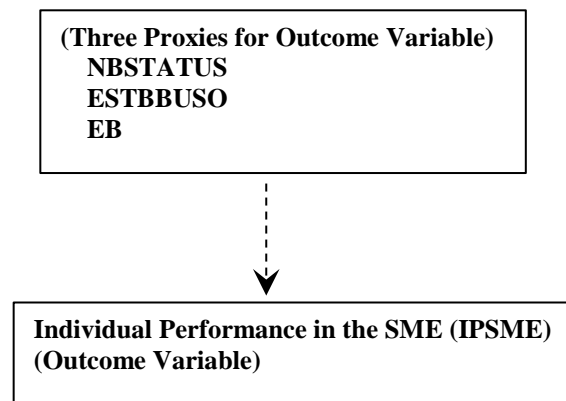 (Three Proxies for Outcome Variable)
NBSTATUS
ESTBBUSO
EB
Individual Performance in the SME (IPSME)
(Outcome Variable)